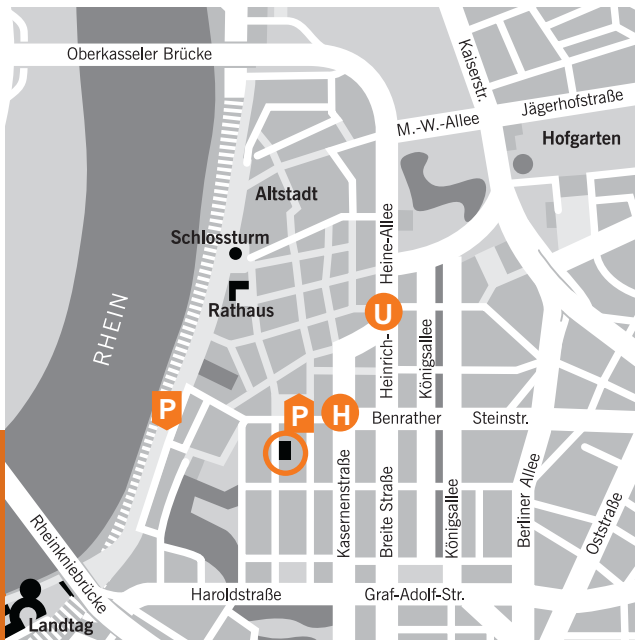 Oberkasseler Brücke
Kaiserstr.
Jägerhofstraße
M.-W.-Allee
Hofgarten
Altstadt
Schlossturm
Rathaus
RHEIN
Heinrich-Heine-Allee
U
Königsallee
P
P
H
Benrather
Steinstr.
Kasernenstraße
Breite Straße
Königsallee
Berliner Allee
Oststraße
Rheinkniebrücke
Haroldstraße
Graf-Adolf-Str.
Landtag